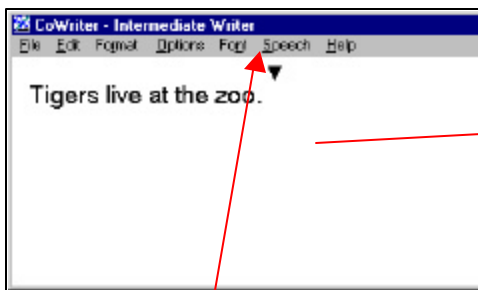 CoWriter - Intermediate Writer
File Edit Format Options Font Speech Help
Tigers live at the zoo.